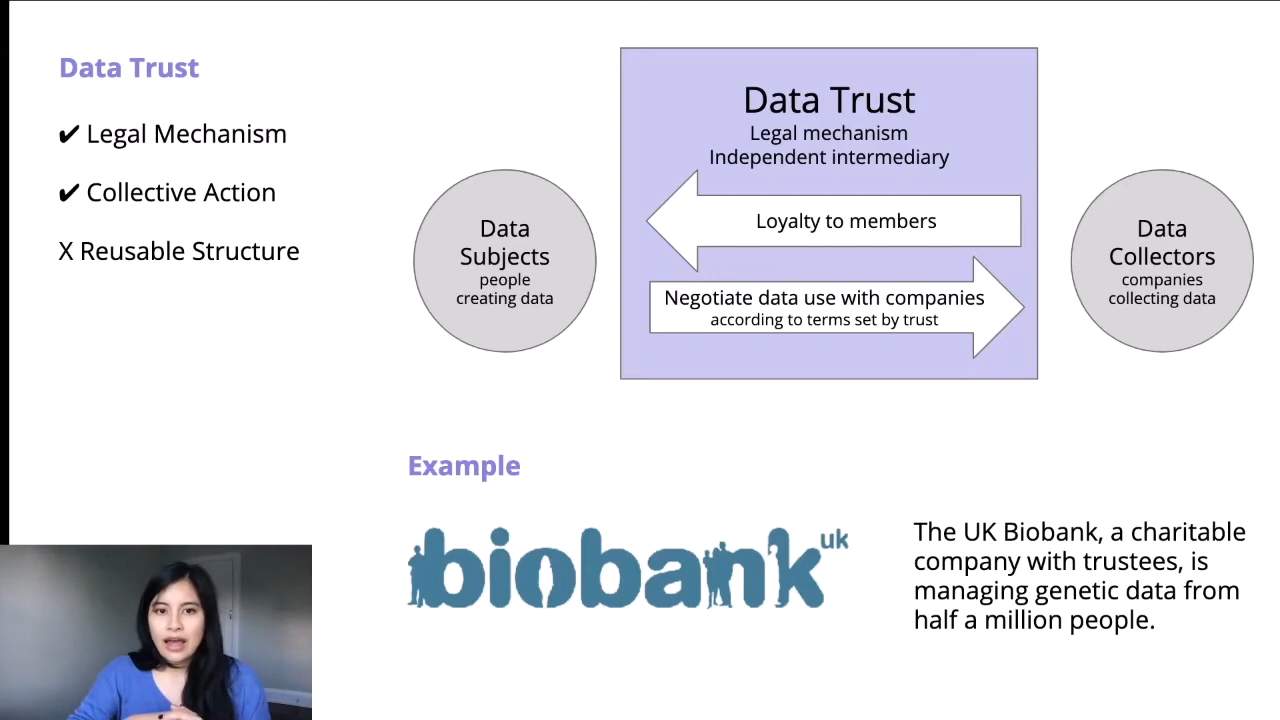 Data Trust
✔ Legal Mechanism
✔ Collective Action
X Reusable Structure
Data Trust
Legal mechanism
Independent intermediary
Loyalty to members
Negotiate data use with companies
according to terms set by trust
Data
Subjects
people
creating data
Data
Collectors
companies
collecting data
Example
biobank uk
The UK Biobank, a charitable
company with trustees, is
managing genetic data from
half a million people.